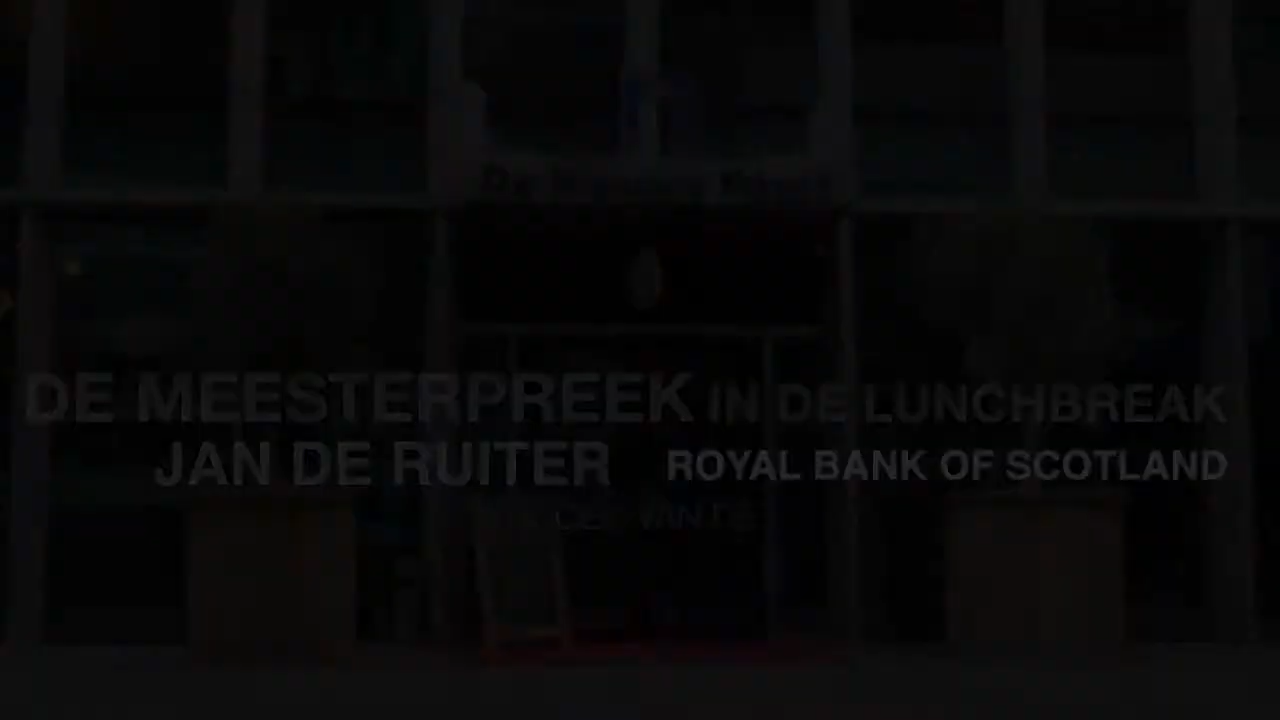 DE MEESTERPREEK IN DE LUNCHBREAK
JAN DE RUITER ROYAL BANK OF SCOTLAND